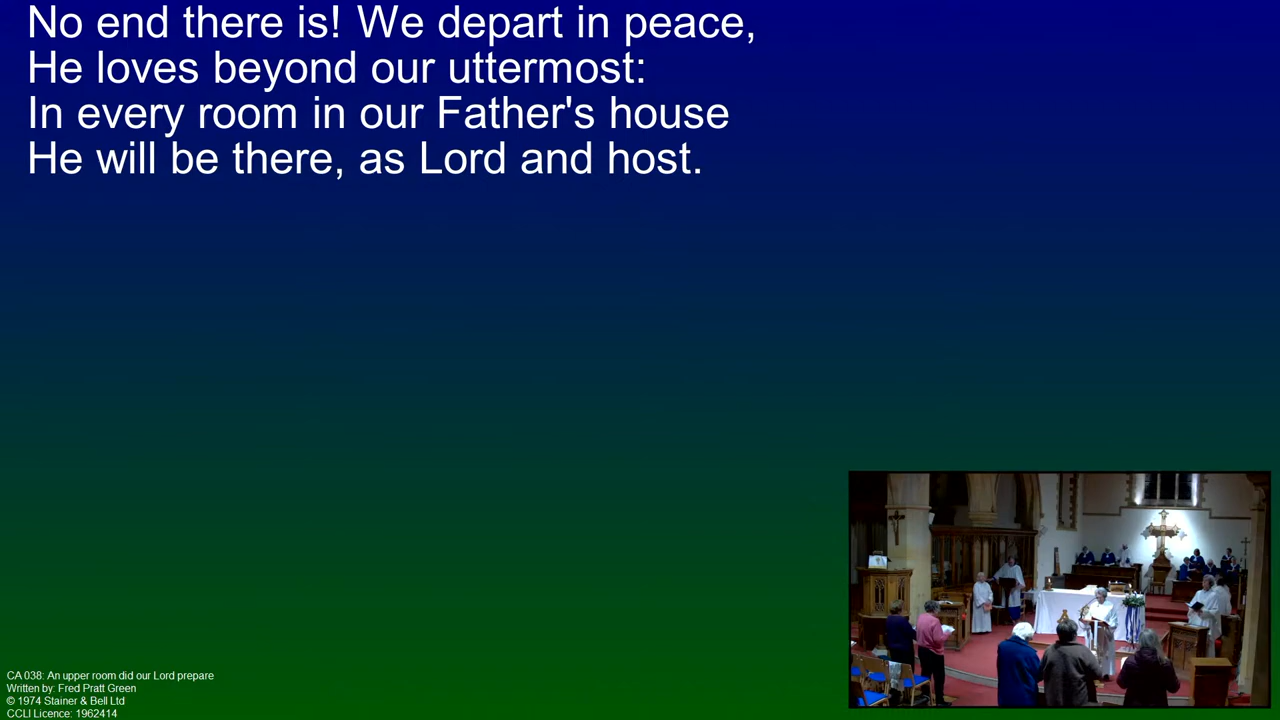 No end there is! We depart in peace,
He loves beyond our uttermost:
In every room in our Father's house
He will be there, as Lord and host.
CA 038: An upper room did our Lord prepare
Written by: Fred Pratt Green
© 1974 Stainer & Bell Ltd
CCLI Licence: 1962414